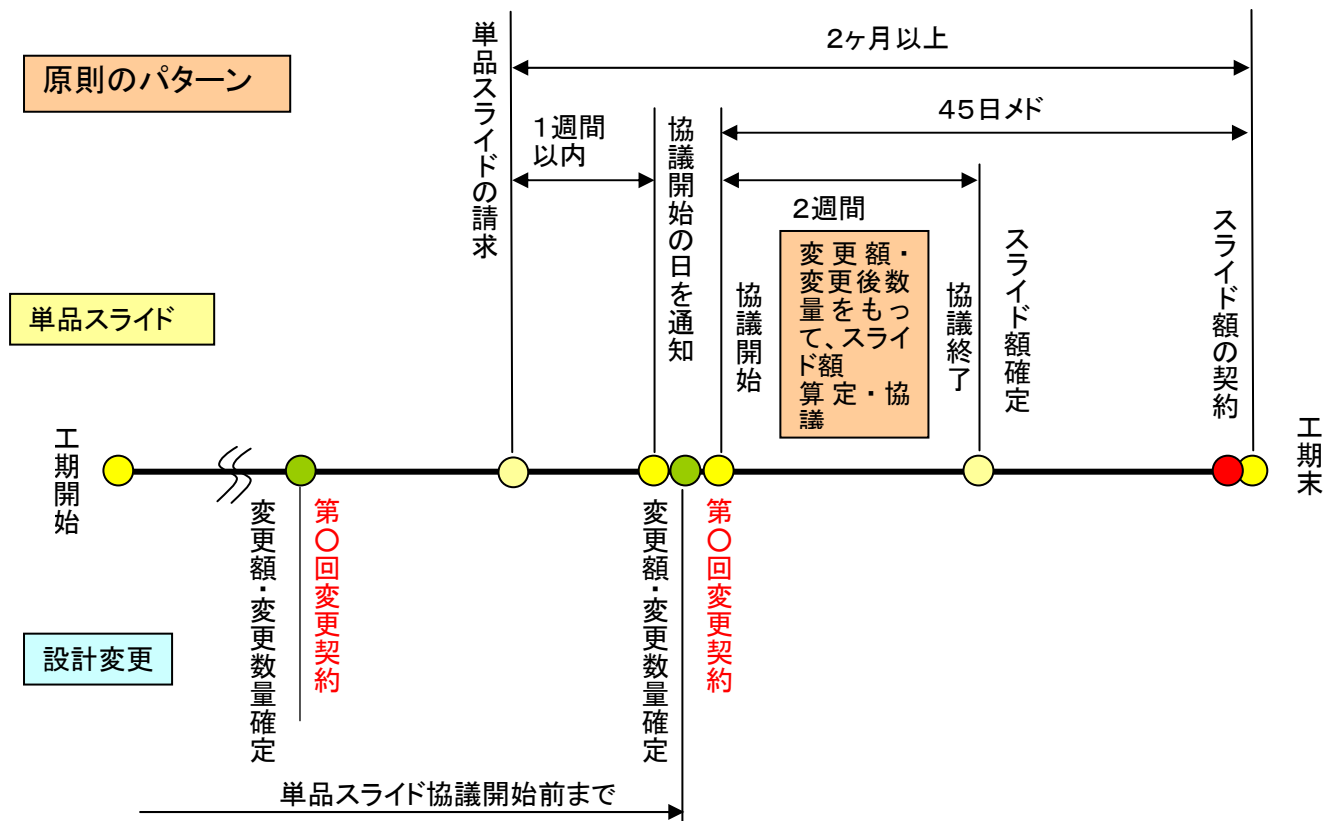 原則のパターン
２ヶ月以上
４５日メド
１週間
以内
２週間
単品スライドの請求
協議開始の日を通知
協議開始
変更額・
変更後数
量をもっ
て、スライ
ド額
算定・協
議
協議終了
スライド額確定
スライド額の契約
単品スライド
工期開始
工期末
変更額・変更数量確定
第〇回変更契約
変更額・変更数量確定
第〇回変更契約
設計変更
単品スライド協議開始前まで